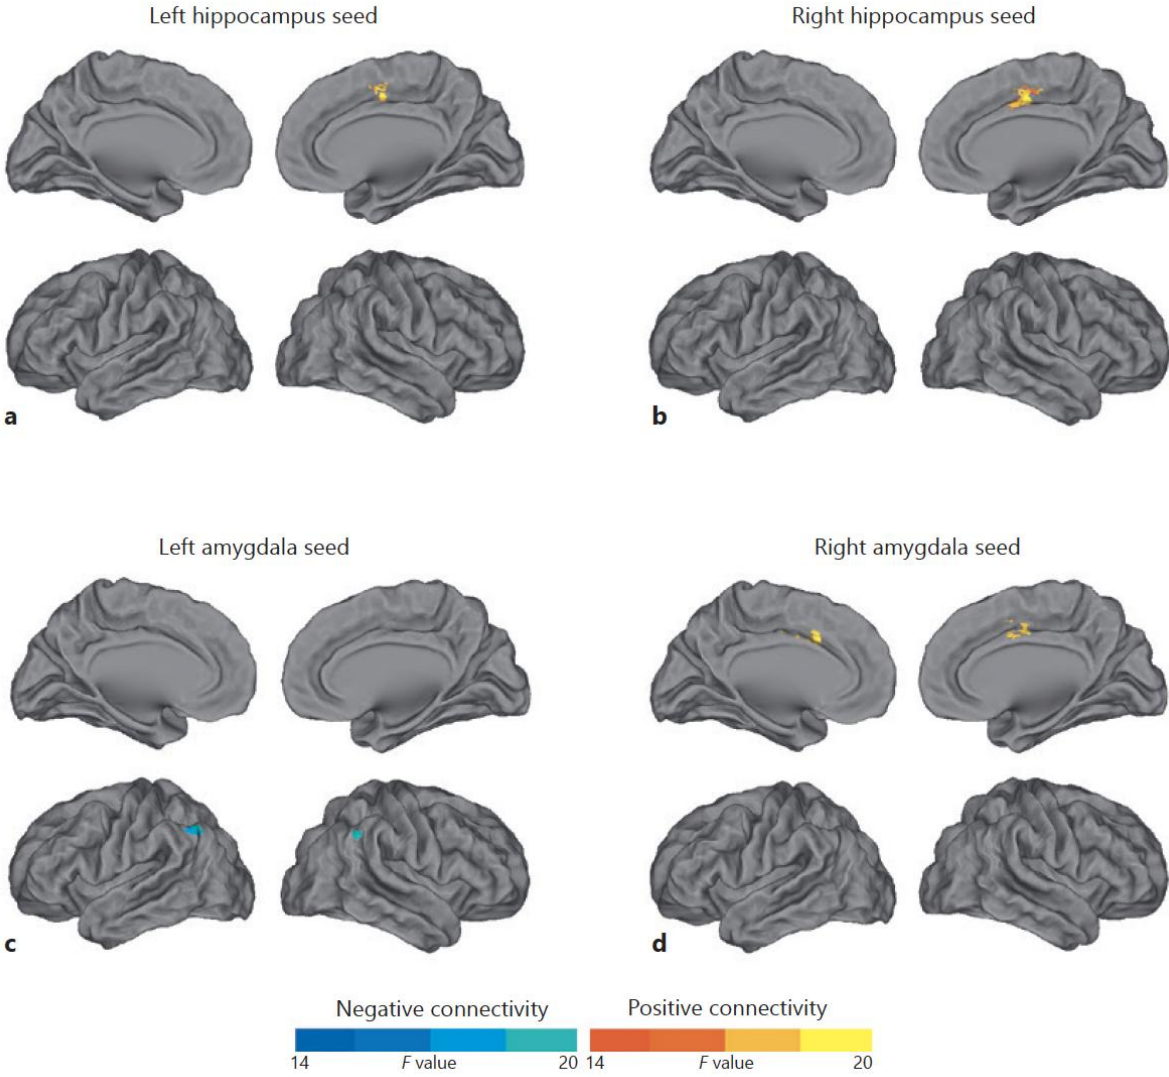 Left hippocampus seed
Right hippocampus seed
a
b
Left amygdala seed
Right amygdala seed
c
d
Negative connectivity
Positive connectivity
14 F value 20
14 F value 20